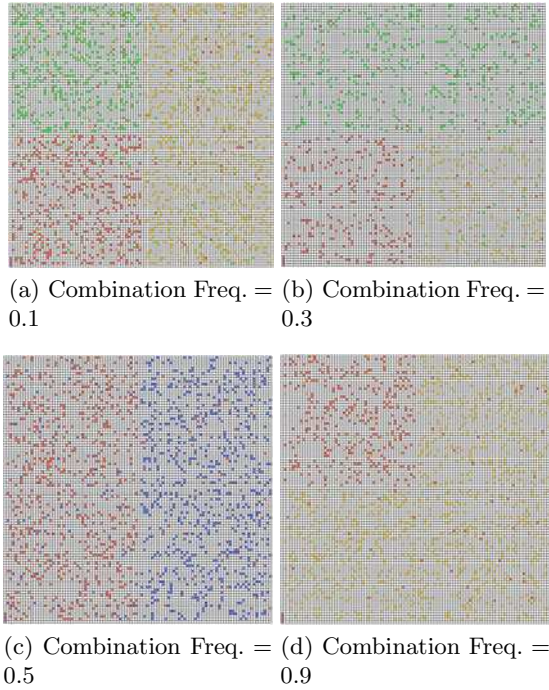 (a) Combination Freq. =
0.1
(b) Combination Freq. =
0.3
(c) Combination Freq. =
0.5
(d) Combination Freq. =
0.9